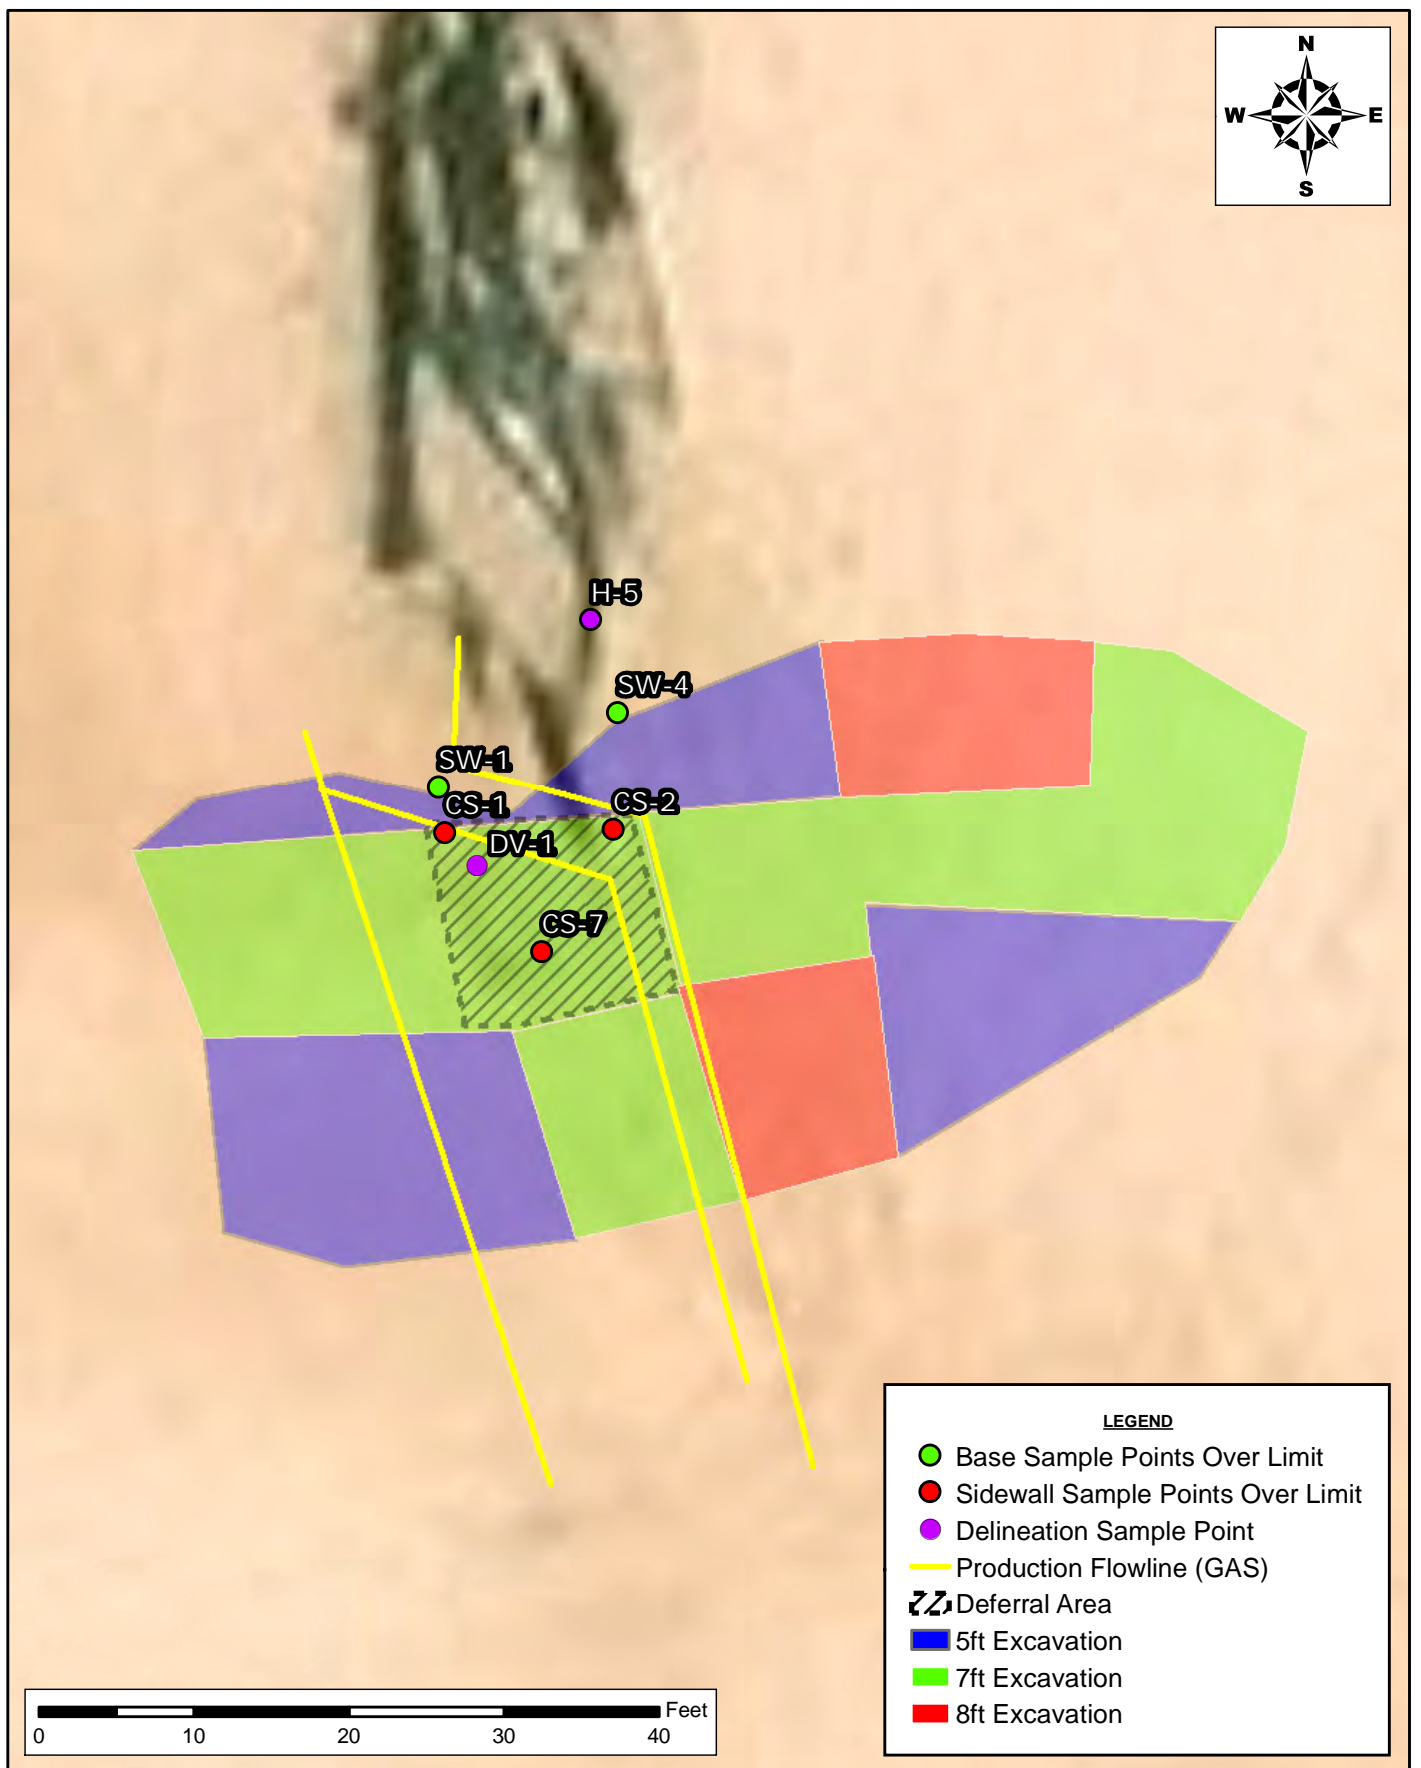 N
W E
S
H-5
SW-4
SW-1
CS-1
CS-2
DV-1
CS-7
LEGEND
Base Sample Points Over Limit
Sidewall Sample Points Over Limit
Delineation Sample Point
Production Flowline (GAS)
Deferral Area
5ft Excavation
7ft Excavation
8ft Excavation
Feet
0 10 20 30 40